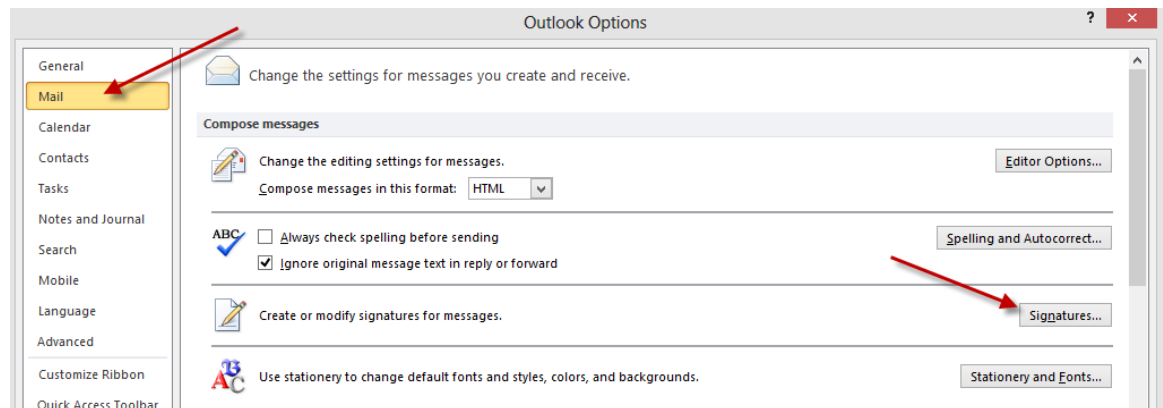 Outlook Options
?
×
General
Mail
Calendar
Contacts
Tasks
Notes and Journal
Search
Mobile
Language
Advanced
Customize Ribbon
Quick Access Toolbar
Change the settings for messages you create and receive.
Compose messages
Change the editing settings for messages.
Editor Options...
Compose messages in this format: HTML
ABC
Always check spelling before sending
Spelling and Autocorrect...
Ignore original message text in reply or forward
Create or modify signatures for messages.
Signatures...
Use stationery to change default fonts and styles, colors, and backgrounds.
Stationery and Fonts...